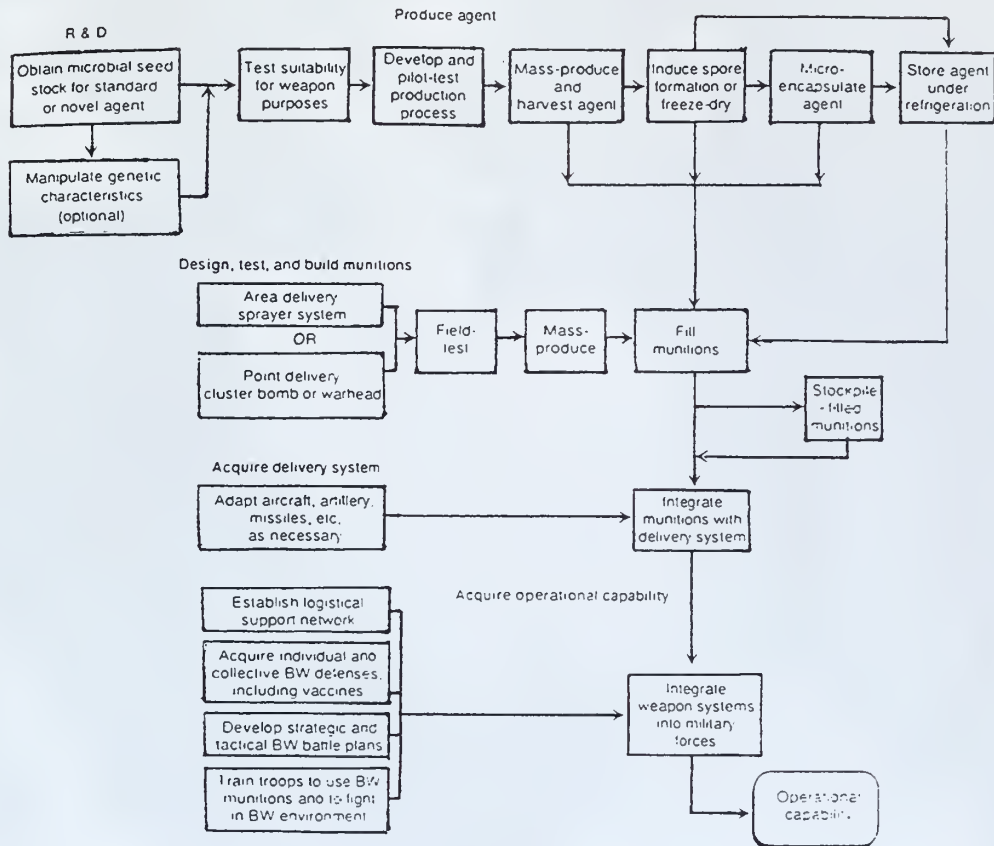 Produce agent
R & D
Obtain microbial seed
stock for standard
or novel agent
Test suitability
for weapon
purposes
Develop and
pilot-test
production
process
Mass-produce
and
harvest agent
Induce spore
formation or
freeze-dry
Micro-
encapsulate
agent
Store agent
under
refrigeration
Manipulate genetic
characteristics
(optional)
Design, test, and build munitions
Area delivery
sprayer system
OR
Point delivery
cluster bomb or warhead
Field-
test
Mass-
produce
Fill
munitions
Stockpile
filled
munitions
Acquire delivery system
Adapt aircraft, artillery,
missiles, etc.
as necessary
Integrate
munitions with
delivery system
Acquire operational capability
Establish logistical
support network
Acquire individual and
collective BW defenses,
including vaccines
Develop strategic and
tactical BW battle plans
Train troops to use BW
munitions and to fight
in BW environment
Integrate
weapon systems
into military
forces
Operational
capability